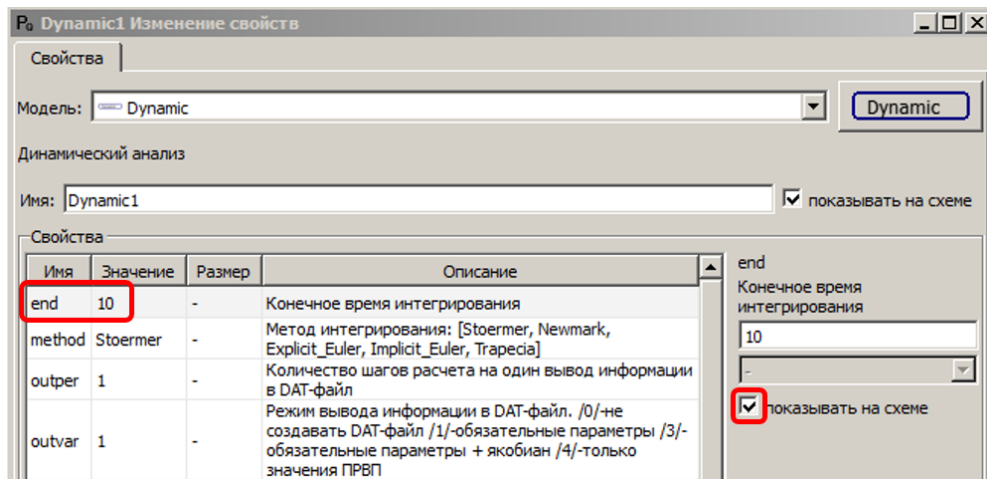 Dynamic1 Изменение свойств
Свойства
Модель: Dynamic
Dynamic
Динамический анализ
Имя: Dynamic1
показывать на схеме
Свойства
Имя Значение Размер Описание
end 10 - Конечное время интегрирования
method Stoermer - Метод интегрирования: [Stoermer, Newmark,
Explicit_Euler, Implicit_Euler, Trapecia]
outper 1 - Количество шагов расчета на один вывод информации
в DAT-файл
outvar 1 - Режим вывода информации в DAT-файл. /0/-не
создавать DAT-файл /1/-обязательные параметры /3/-
обязательные параметры + якобиан /4/-только
значения ПРВП
end
Конечное время
интегрирования
10
-
показывать на схеме